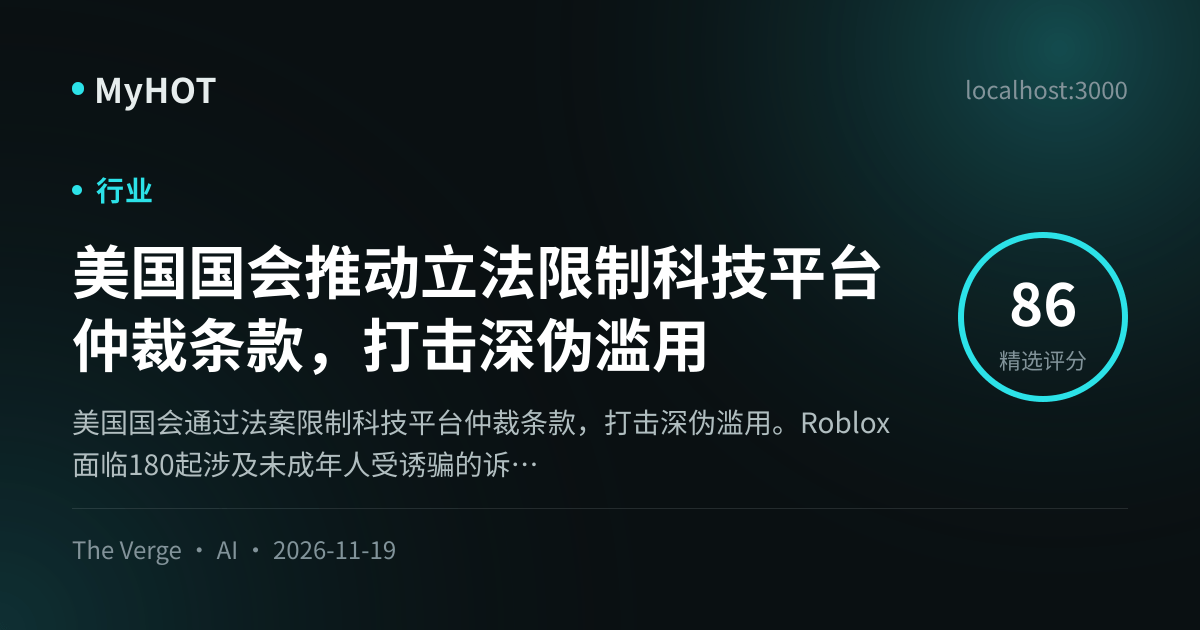 MyHOT
localhost:3000
行业
美国国会推动立法限制科技平台
仲裁条款，打击深伪滥用
86
精选评分
美国国会通过法案限制科技平台仲裁条款，打击深伪滥用。Roblox
面临180起涉及未成年人受诱骗的诉…
The Verge · AI · 2026-11-19